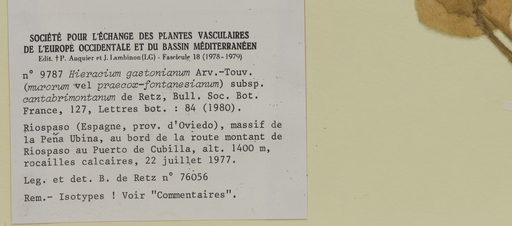 SOCIÉTÉ POUR L'ÉCHANGE DES PLANTES VASCULAIRES
DE L'EUROPE OCCIDENTALE ET DU BASSIN MÉDITERRANÉEN
Edit. † P. Auquier et J. Lambinon (LG) - Fascicule 18 (1978-1979)
n° 9787 Hieracium gastonianum Arv.-Touv.
(murorum vel praecox-fontanesianum) subsp.
cantabrimontanum de Retz, Bull. Soc. Bot.
France, 127, Lettres bot. : 84 (1980).
Riospaso (Espagne, prov. d'Oviedo), massif de
la Peña Ubina, au bord de la route montant de
Riospaso au Puerto de Cubilla, alt. 1400 m,
rocailles calcaires, 22 juillet 1977.
Leg. et det. B. de Retz n° 76056
Rem.- Isotypes ! Voir "Commentaires".